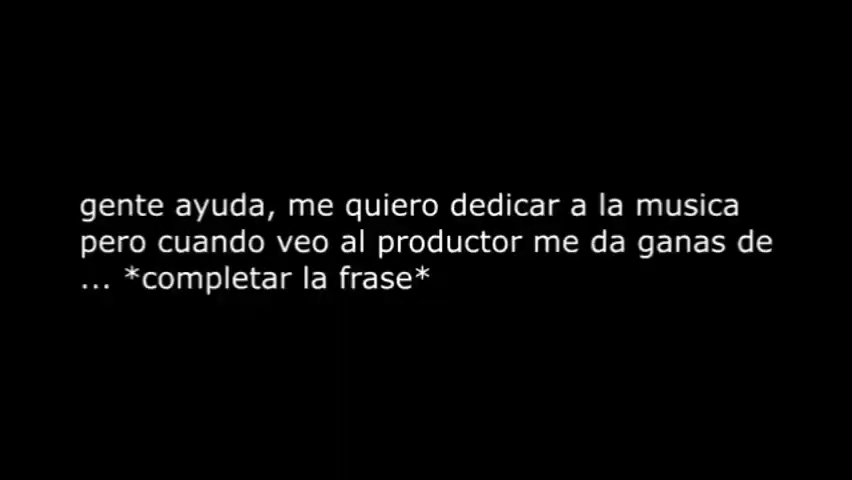 gente ayuda, me quiero dedicar a la musica
pero cuando veo al productor me da ganas de
... *completar la frase*